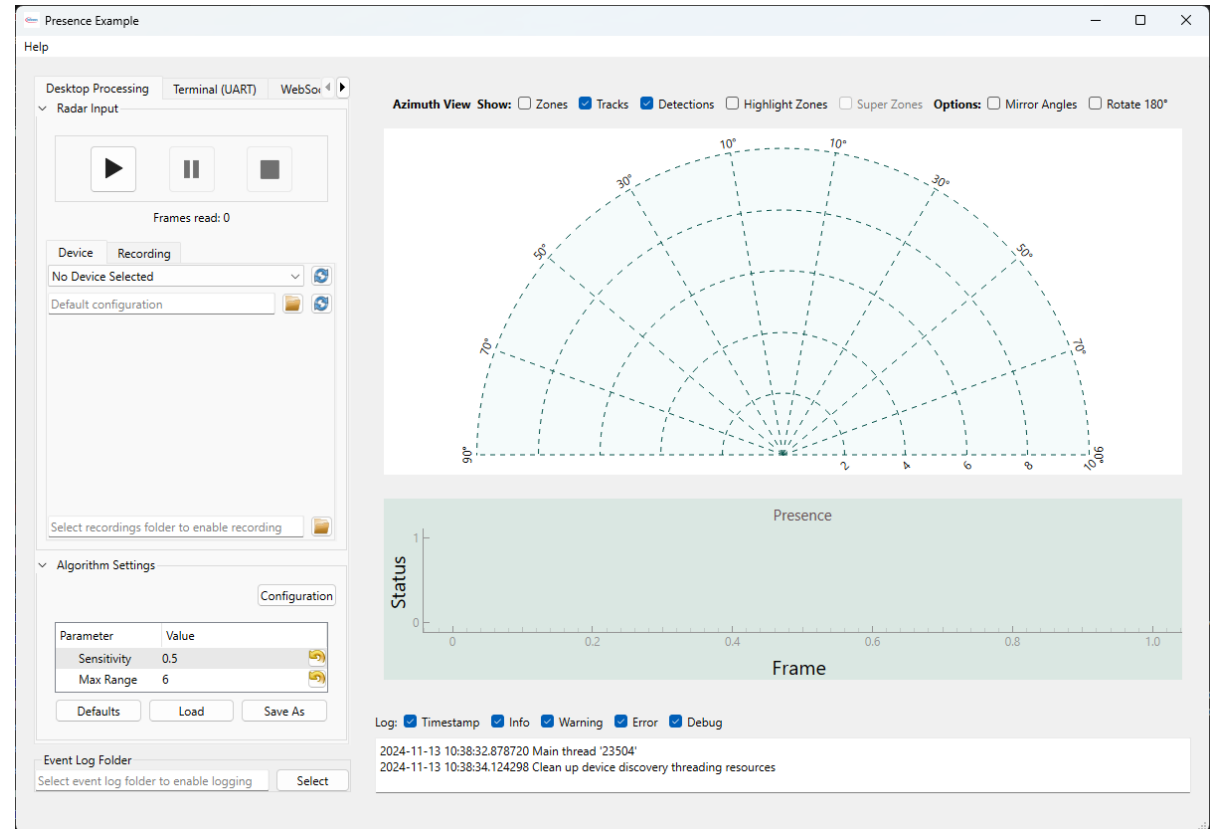 Presence Example
Help
Desktop Processing Terminal (UART) WebSoc
Radar Input
Frames read: 0
Device Recording
No Device Selected
Default configuration
Select recordings folder to enable recording
Algorithm Settings
Configuration
Parameter Value
Sensitivity 0.5
Max Range 6
Defaults Load Save As
Event Log Folder
Select event log folder to enable logging Select
Azimuth View Show: Zones Tracks Detections Highlight Zones Super Zones Options: Mirror Angles Rotate 180°
10° 10°
30° 30°
50° 50°
70° 70°
90° 90°
2 4 6 8 10
Presence
Status
1
0
0 0.2 0.4 0.6 0.8 1.0
Frame
Log: Timestamp Info Warning Error Debug
2024-11-13 10:38:32.878720 Main thread '23504'
2024-11-13 10:38:34.124298 Clean up device discovery threading resources